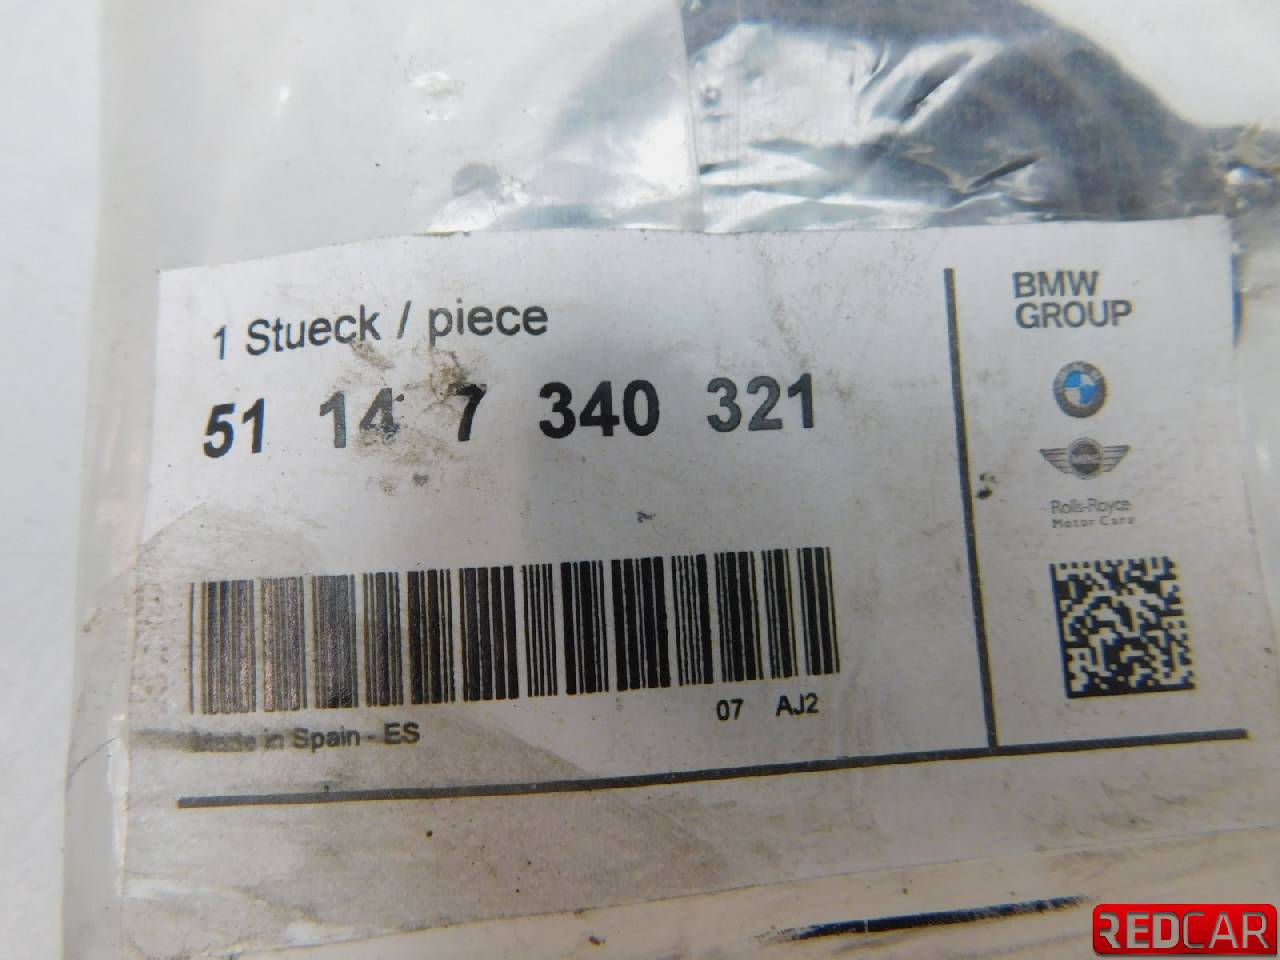 1 Stueck / piece
51 14 7 340 321
07 AJ2
Made in Spain - ES
BMW
GROUP
Rolls-Royce
Motor Cars
REDCAR